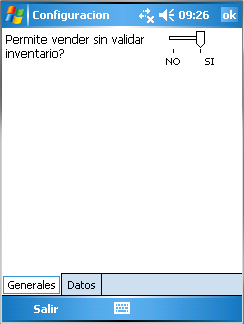 Configuracion 09:26 ok
Permite vender sin validar
inventario?
NO SI
Generales Datos
Salir